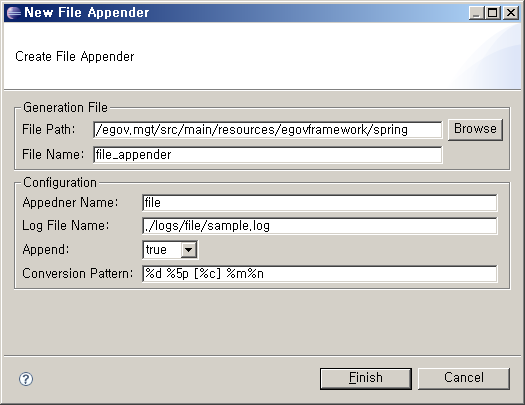 New File Appender
Create File Appender
Generation File
File Path: /egov.mgt/src/main/resources/egovframework/spring Browse
File Name: file_appender
Configuration
Appedner Name: file
Log File Name: ./logs/file/sample.log
Append: true
Conversion Pattern: %d %5p [%c] %m%n
? Finish Cancel